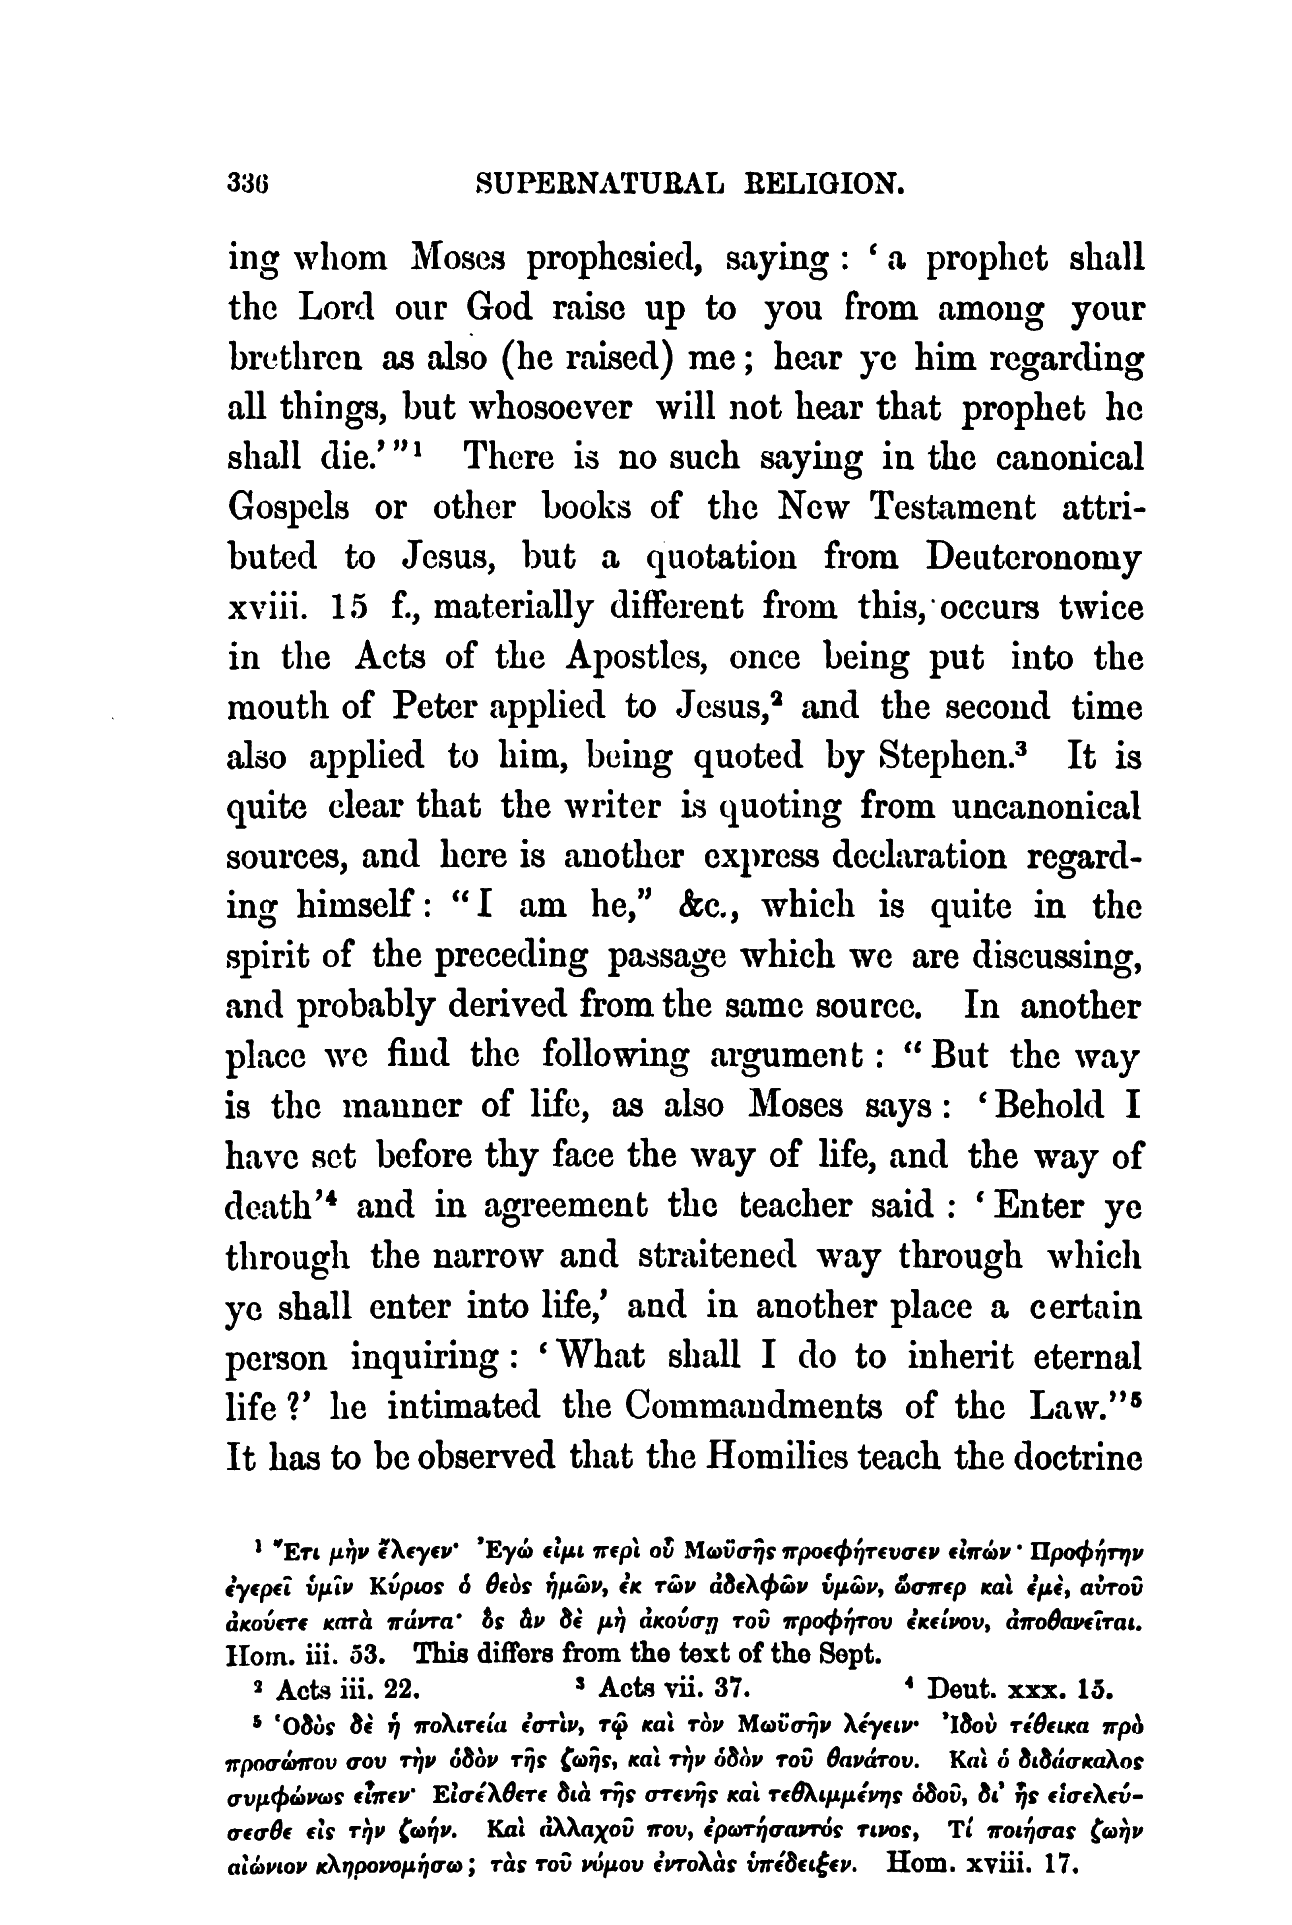 336 SUPERNATURAL RELIGION.
ing whom Moses prophesied, saying : ‘ a prophet shall
the Lord our God raise up to you from among your
brethren as also (he raised) me ; hear ye him regarding
all things, but whosoever will not hear that prophet he
shall die.’ ”¹ There is no such saying in the canonical
Gospels or other books of the New Testament attri-
buted to Jesus, but a quotation from Deuteronomy
xviii. 15 f., materially different from this, occurs twice
in the Acts of the Apostles, once being put into the
mouth of Peter applied to Jesus,² and the second time
also applied to him, being quoted by Stephen.³ It is
quite clear that the writer is quoting from uncanonical
sources, and here is another express declaration regard-
ing himself : “ I am he,” &c., which is quite in the
spirit of the preceding passage which we are discussing,
and probably derived from the same source. In another
place we find the following argument : “ But the way
is the manner of life, as also Moses says : ‘ Behold I
have set before thy face the way of life, and the way of
death’⁴ and in agreement the teacher said : ‘ Enter ye
through the narrow and straitened way through which
ye shall enter into life,’ and in another place a certain
person inquiring : ‘ What shall I do to inherit eternal
life ?’ he intimated the Commandments of the Law.”⁵
It has to be observed that the Homilies teach the doctrine
¹ Ἔτι μὴν ἔλεγεν· Ἐγώ εἰμι περὶ οὗ Μωϋσῆς προεφήτευσεν εἰπών· Προφήτην
ἐγερεῖ ὑμῖν Κύριος ὁ θεὸς ἡμῶν, ἐκ τῶν ἀδελφῶν ὑμῶν, ὥσπερ καὶ ἐμὲ, αὐτοῦ
ἀκούετε κατὰ πάντα· ὃς ἂν δὲ μὴ ἀκούσῃ τοῦ προφήτου ἐκείνου, ἀποθανεῖται.
Hom. iii. 53. This differs from the text of the Sept.
² Acts iii. 22. ³ Acts vii. 37. ⁴ Deut. xxx. 15.
⁵ Ὁδὸς δὲ ἡ πολιτεία ἐστὶν, τῷ καὶ τὸν Μωϋσῆν λέγειν· Ἰδοὺ τέθεικα πρὸ
προσώπου σου τὴν ὁδὸν τῆς ζωῆς, καὶ τὴν ὁδὸν τοῦ θανάτου. Καὶ ὁ διδάσκαλος
συμφώνως εἶπεν· Εἰσέλθετε διὰ τῆς στενῆς καὶ τεθλιμμένης ὁδοῦ, δι’ ἧς εἰσελεύ-
σεσθε εἰς τὴν ζωήν. Καὶ ἀλλαχοῦ που, ἐρωτήσαντός τινος, Τί ποιήσας ζωὴν
αἰώνιον κληρονομήσω ; τὰς τοῦ νόμου ἐντολὰς ὑπέδειξεν. Hom. xviii. 17.